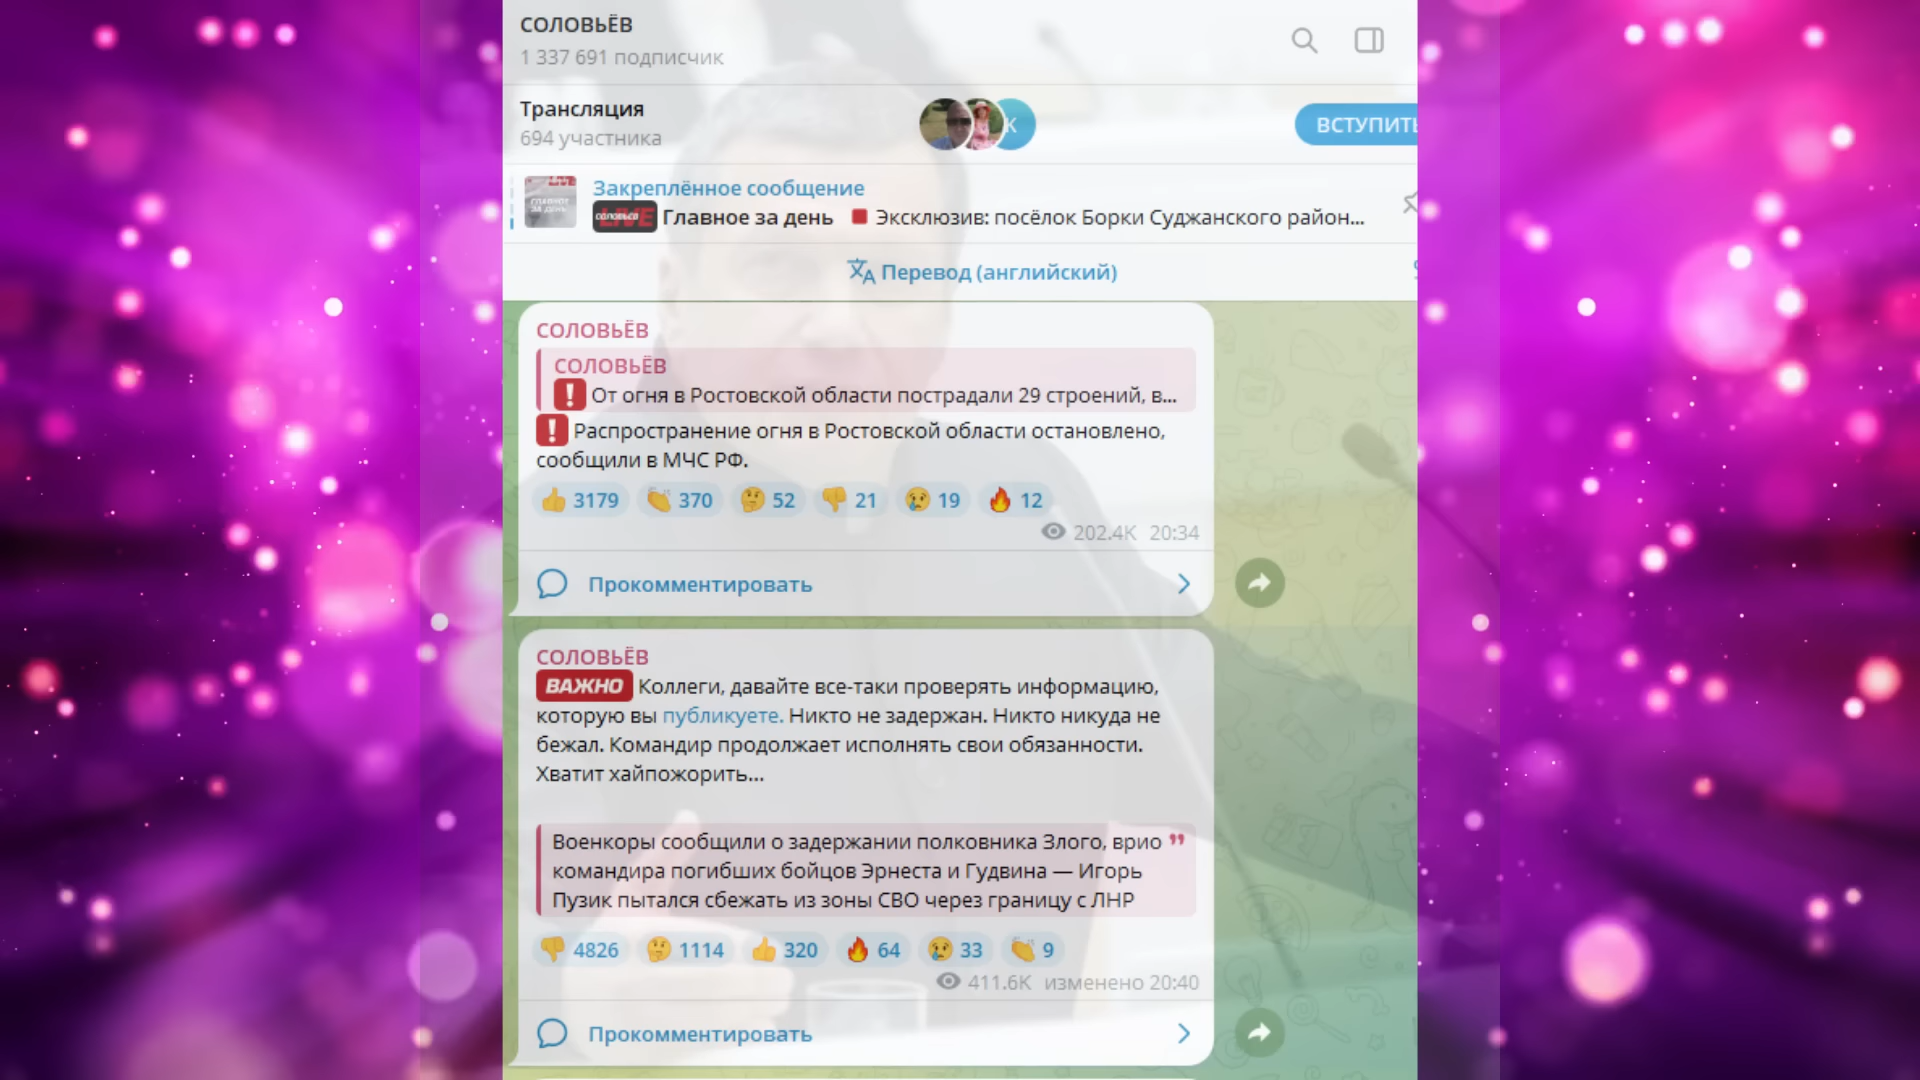 СОЛОВЬЁВ
1 337 691 подписчик
Трансляция
694 участника
K
ВСТУПИТЬ
Закреплённое сообщение
ГЛАВНОЕ ЗА ДЕНЬ
СОЛОВЬЁВ LIVE Главное за день Эксклюзив: посёлок Борки Суджанского район...
Перевод (английский)
СОЛОВЬЁВ
СОЛОВЬЁВ
От огня в Ростовской области пострадали 29 строений, в...
Распространение огня в Ростовской области остановлено,
сообщили в МЧС РФ.
3179 370 52 21 19 12
202.4K 20:34
Прокомментировать
СОЛОВЬЁВ
ВАЖНО Коллеги, давайте все-таки проверять информацию,
которую вы публикуете. Никто не задержан. Никто никуда не
бежал. Командир продолжает исполнять свои обязанности.
Хватит хайпожорить...
Военкоры сообщили о задержании полковника Злого, врио
командира погибших бойцов Эрнеста и Гудвина — Игорь
Пузик пытался сбежать из зоны СВО через границу с ЛНР
4826 1114 320 64 33 9
411.6K изменено 20:40
Прокомментировать